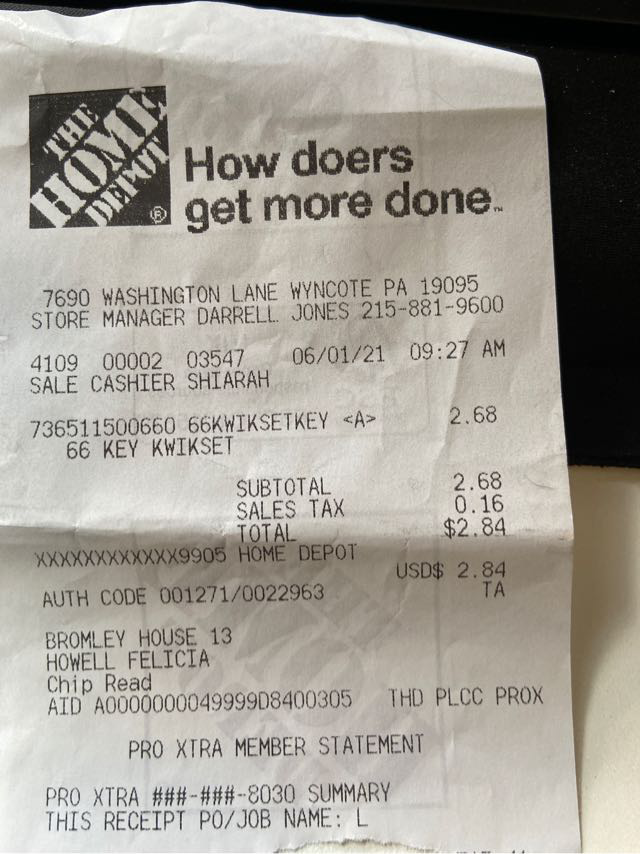 THE
HOME
DEPOT
®
How doers
get more done.™
7690 WASHINGTON LANE WYNCOTE PA 19095
STORE MANAGER DARRELL JONES 215-881-9600
4109 00002 03547 06/01/21 09:27 AM
SALE CASHIER SHIARAH
736511500660 66KWIKSETKEY <A> 2.68
66 KEY KWIKSET
SUBTOTAL 2.68
SALES TAX 0.16
TOTAL $2.84
XXXXXXXXXXXX9905 HOME DEPOT
USD$ 2.84
AUTH CODE 001271/0022963 TA
BROMLEY HOUSE 13
HOWELL FELICIA
Chip Read
AID A0000000049999D8400305 THD PLCC PROX
PRO XTRA MEMBER STATEMENT
PRO XTRA ###-###-8030 SUMMARY
THIS RECEIPT PO/JOB NAME: L